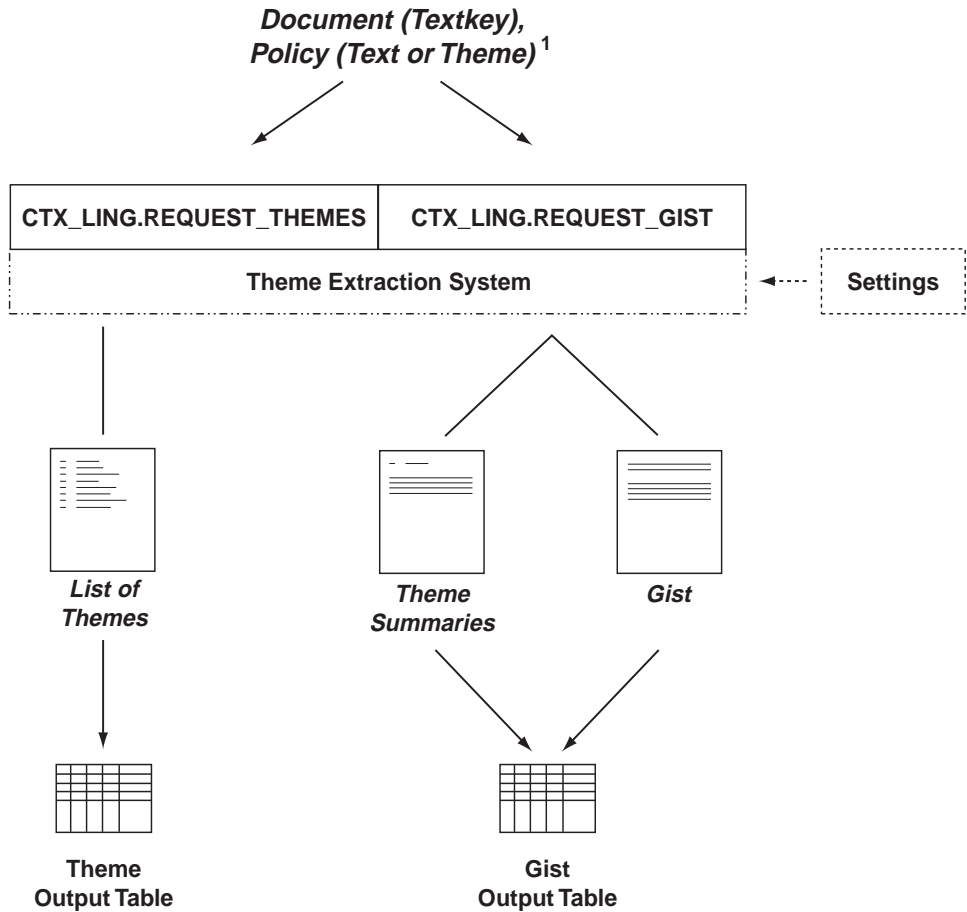 Document (Textkey),
Policy (Text or Theme) 1
CTX_LING.REQUEST_THEMES
CTX_LING.REQUEST_GIST
Theme Extraction System
Settings
List of
Themes
Theme
Summaries
Gist
Theme
Output Table
Gist
Output Table